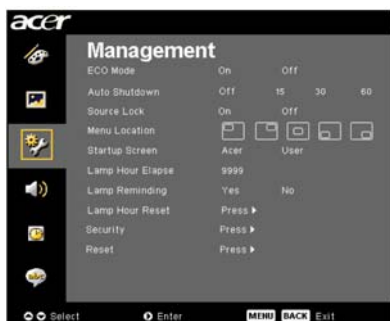 acer
Management
ECO Mode On Off
Auto Shutdown Off 15 30 60
Source Lock On Off
Menu Location
Startup Screen Acer User
Lamp Hour Elapse 9999
Lamp Reminding Yes No
Lamp Hour Reset Press
Security Press
Reset Press
abc
Select Enter MENU BACK Exit